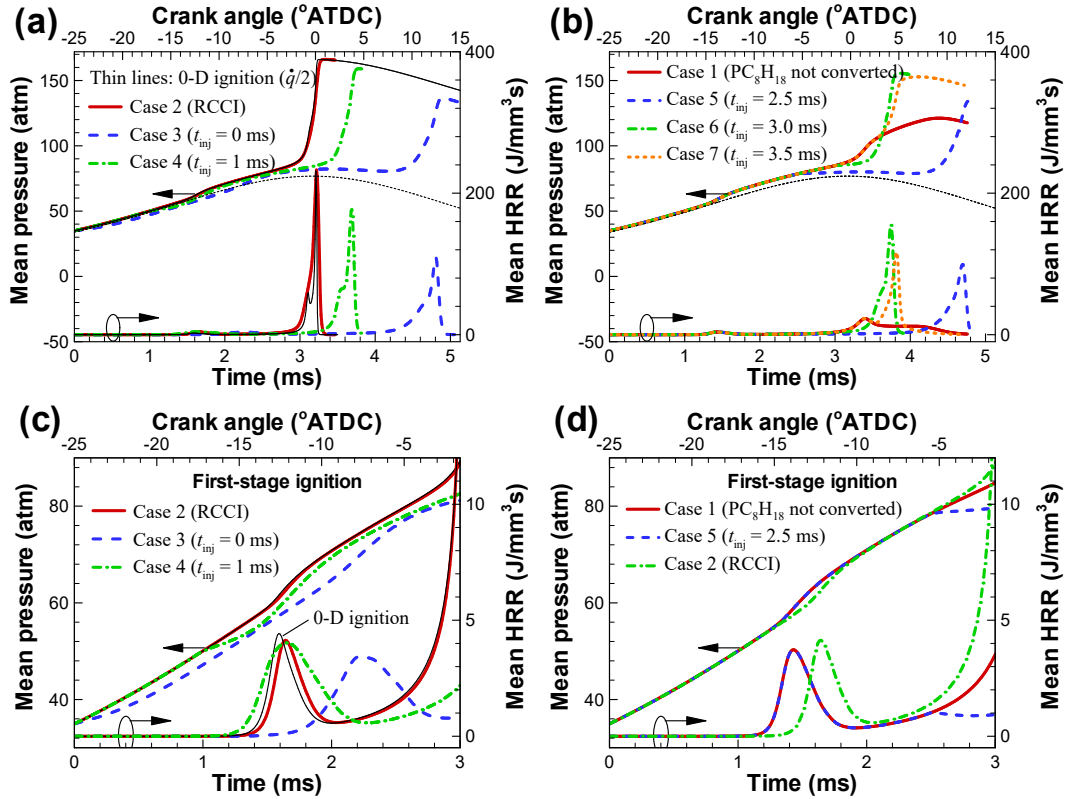 (a)
Crank angle (°ATDC)
-25 -20 -15 -10 -5 0 5 10 15
Mean pressure (atm)
150
100
50
0
-50
Thin lines: 0-D ignition (q̇/2)
Case 2 (RCCI)
Case 3 (tinj = 0 ms)
Case 4 (tinj = 1 ms)
400
200
0
Mean HRR (J/mm³s)
0 1 2 3 4 5
Time (ms)
(b)
Crank angle (°ATDC)
-25 -20 -15 -10 -5 0 5 10 15
Mean pressure (atm)
150
100
50
0
-50
Case 1 (PC8H18 not converted)
Case 5 (tinj = 2.5 ms)
Case 6 (tinj = 3.0 ms)
Case 7 (tinj = 3.5 ms)
400
200
0
Mean HRR (J/mm³s)
0 1 2 3 4 5
Time (ms)
(c)
Crank angle (°ATDC)
-25 -20 -15 -10 -5
Mean pressure (atm)
80
60
40
First-stage ignition
Case 2 (RCCI)
Case 3 (tinj = 0 ms)
Case 4 (tinj = 1 ms)
0-D ignition
10
5
0
Mean HRR (J/mm³s)
0 1 2 3
Time (ms)
(d)
Crank angle (°ATDC)
-25 -20 -15 -10 -5
Mean pressure (atm)
80
60
40
First-stage ignition
Case 1 (PC8H18 not converted)
Case 5 (tinj = 2.5 ms)
Case 2 (RCCI)
10
5
0
Mean HRR (J/mm³s)
0 1 2 3
Time (ms)